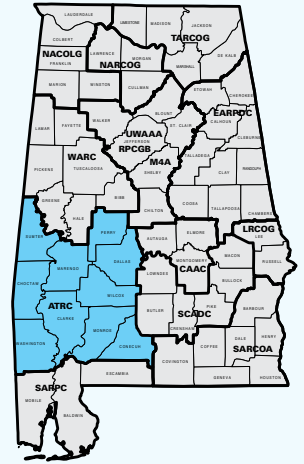 LAUDERDALE
LIMESTONE
MADISON
JACKSON
COLBERT
TARCOG
NACOLG
LAWRENCE
MORGAN
FRANKLIN
NARCOG
MARSHALL
DE KALB
MARION
WINSTON
CULLMAN
ETOWAH
CHEROKEE
BLOUNT
EARPDC
LAMAR
FAYETTE
WALKER
ST. CLAIR
CALHOUN
UWAAA
JEFFERSON
RPCGB
CLEBURNE
WARC
M4A
TALLADEGA
PICKENS
TUSCALOOSA
SHELBY
CLAY
RANDOLPH
GREENE
BIBB
HALE
CHILTON
COOSA
TALLAPOOSA
CHAMBERS
SUMTER
PERRY
AUTAUGA
ELMORE
LRCOG
LEE
MACON
RUSSELL
MARENGO
DALLAS
LOWNDES
MONTGOMERY
CAAC
CHOCTAW
BULLOCK
WILCOX
ATRC
CLARKE
BUTLER
SCADC
PIKE
BARBOUR
CRENSHAW
WASHINGTON
MONROE
CONECUH
COFFEE
DALE
HENRY
SARCOA
COVINGTON
GENEVA
HOUSTON
ESCAMBIA
SARPC
MOBILE
BALDWIN